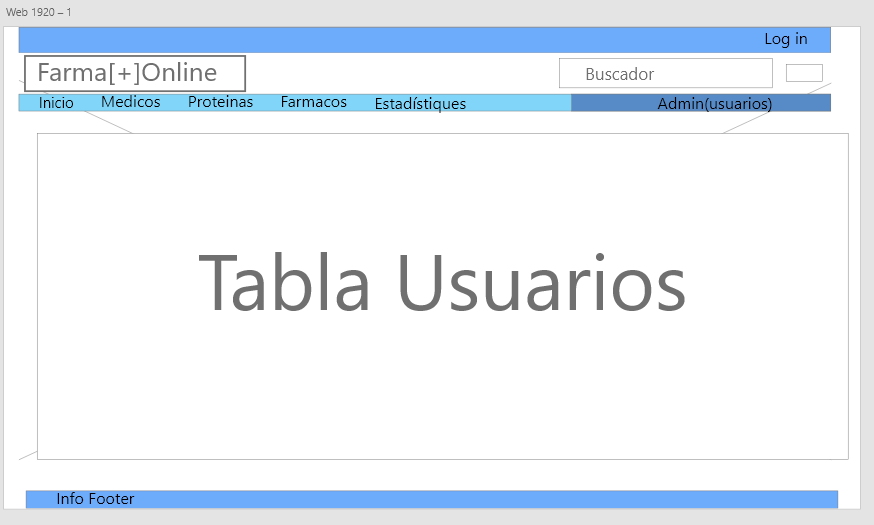 Web 1920 – 1
Log in
Farma[+]Online
Buscador
Inicio Medicos Proteinas Farmacos Estadístiques Admin(usuarios)
Tabla Usuarios
Info Footer